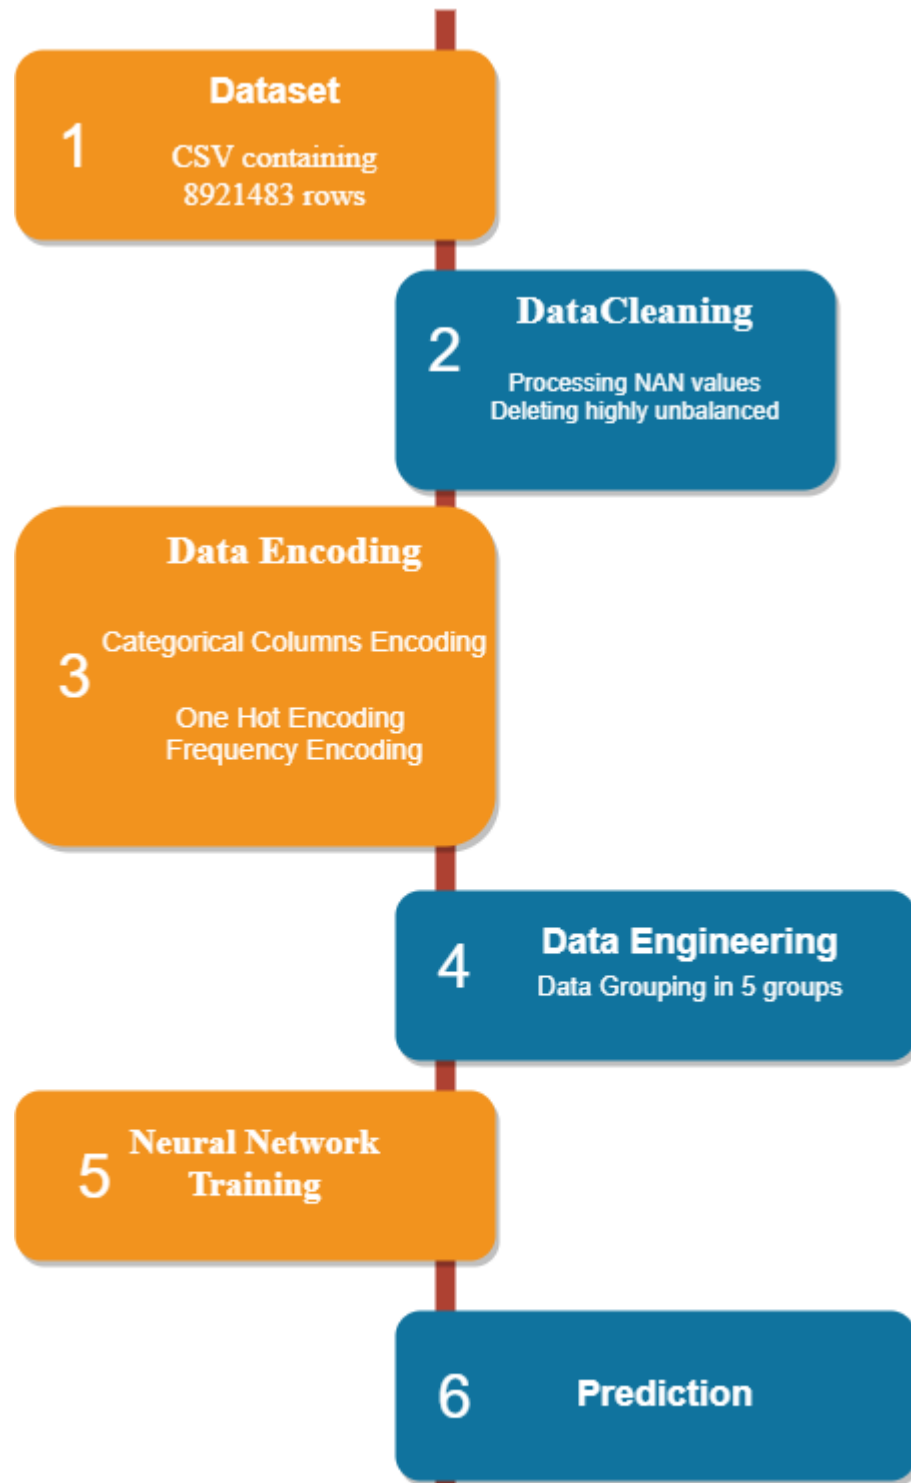 Dataset
1
CSV containing
8921483 rows
DataCleaning
2
Processing NAN values
Deleting highly unbalanced
Data Encoding
3
Categorical Columns Encoding
One Hot Encoding
Frequency Encoding
Data Engineering
4
Data Grouping in 5 groups
Neural Network
5
Training
6
Prediction